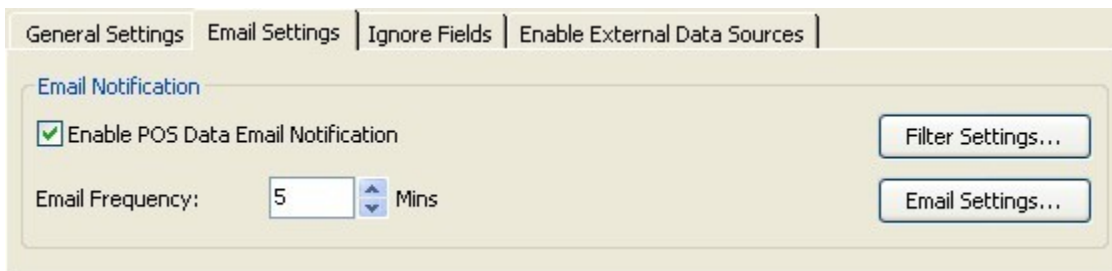 General Settings Email Settings Ignore Fields Enable External Data Sources
Email Notification
Enable POS Data Email Notification Filter Settings...
Email Frequency: 5 Mins Email Settings...